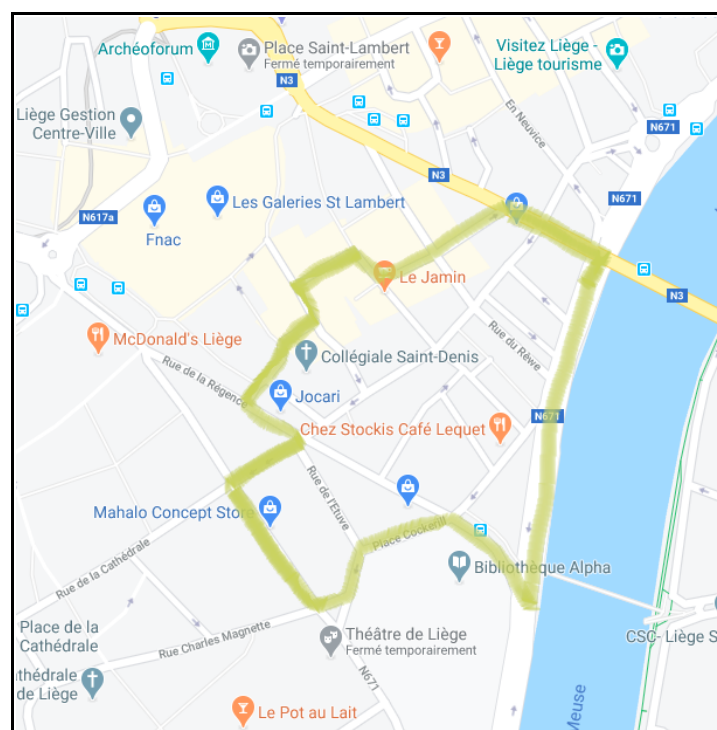 Archéoforum
Place Saint-Lambert
Fermé temporairement
Visitez Liège -
Liège tourisme
N3
Liège Gestion
Centre-Ville
En Neuvice
N671
N3
N671
N617a
Les Galeries St Lambert
Fnac
Le Jamin
N3
McDonald's Liège
Rue du Rêwe
Collégiale Saint-Denis
Rue de la Régence
Jocari
N671
Chez Stockis Café Lequet
Rue de l'Etuve
Mahalo Concept Store
Place Cockerill
Rue de la Cathédrale
Bibliothèque Alpha
Place de la
Cathédrale
Rue Charles Magnette
Théâtre de Liège
Fermé temporairement
CSC- Liège S
thédrale
de Liège
N671
Le Pot au Lait
Meuse